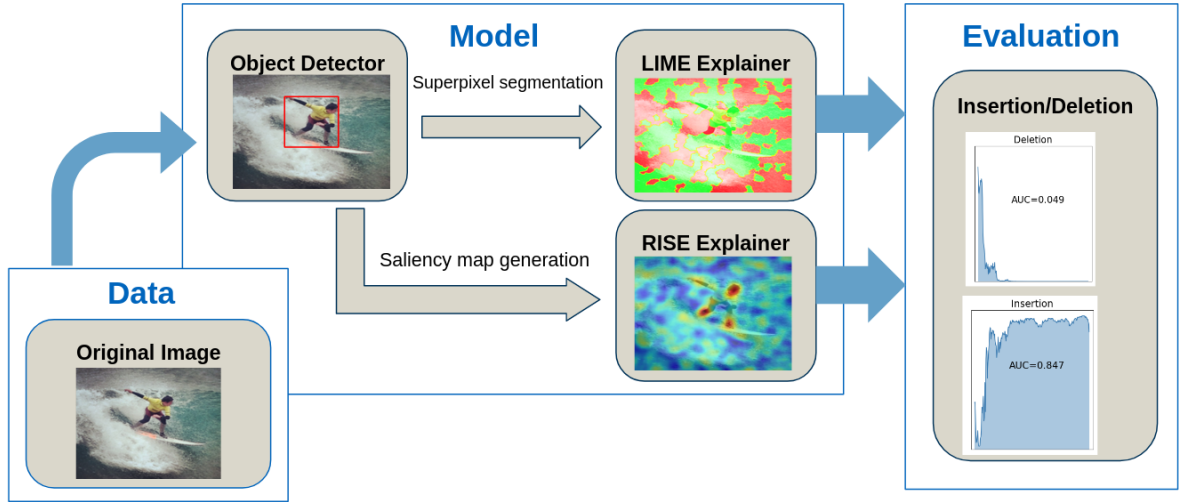 Model
Object Detector
Superpixel segmentation
LIME Explainer
Saliency map generation
RISE Explainer
Data
Original Image
Evaluation
Insertion/Deletion
Deletion
AUC=0.049
Insertion
AUC=0.847